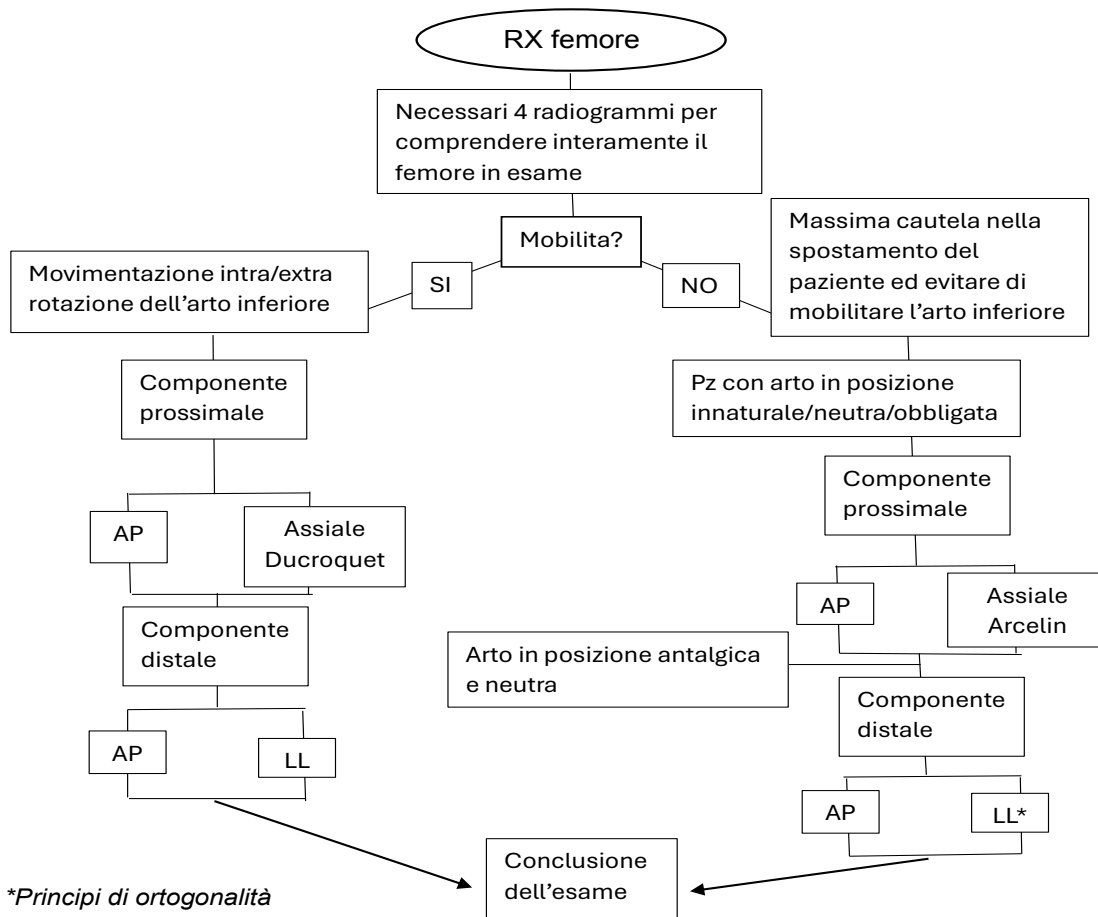 RX femore
Necessari 4 radiogrammi per
comprendere interamente il
femore in esame
Mobilita?
SI
NO
Movimentazione intra/extra
rotazione dell’arto inferiore
Componente
prossimale
AP
Assiale
Ducroquet
Componente
distale
AP
LL
Massima cautela nella
spostamento del
paziente ed evitare di
mobilitare l’arto inferiore
Pz con arto in posizione
innaturale/neutra/obbligata
Componente
prossimale
AP
Assiale
Arcelin
Arto in posizione antalgica
e neutra
Componente
distale
AP
LL*
Conclusione
dell’esame
*Principi di ortogonalità